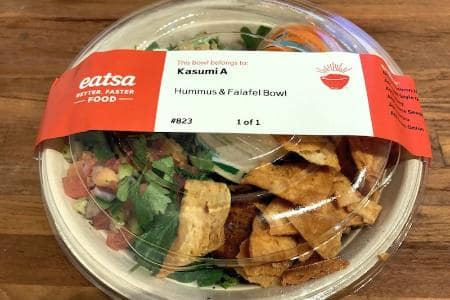 eatsa
BETTER, FASTER
FOOD
This Bowl belongs to:
Kasumi A
Hummus & Falafel Bowl
#823 1 of 1